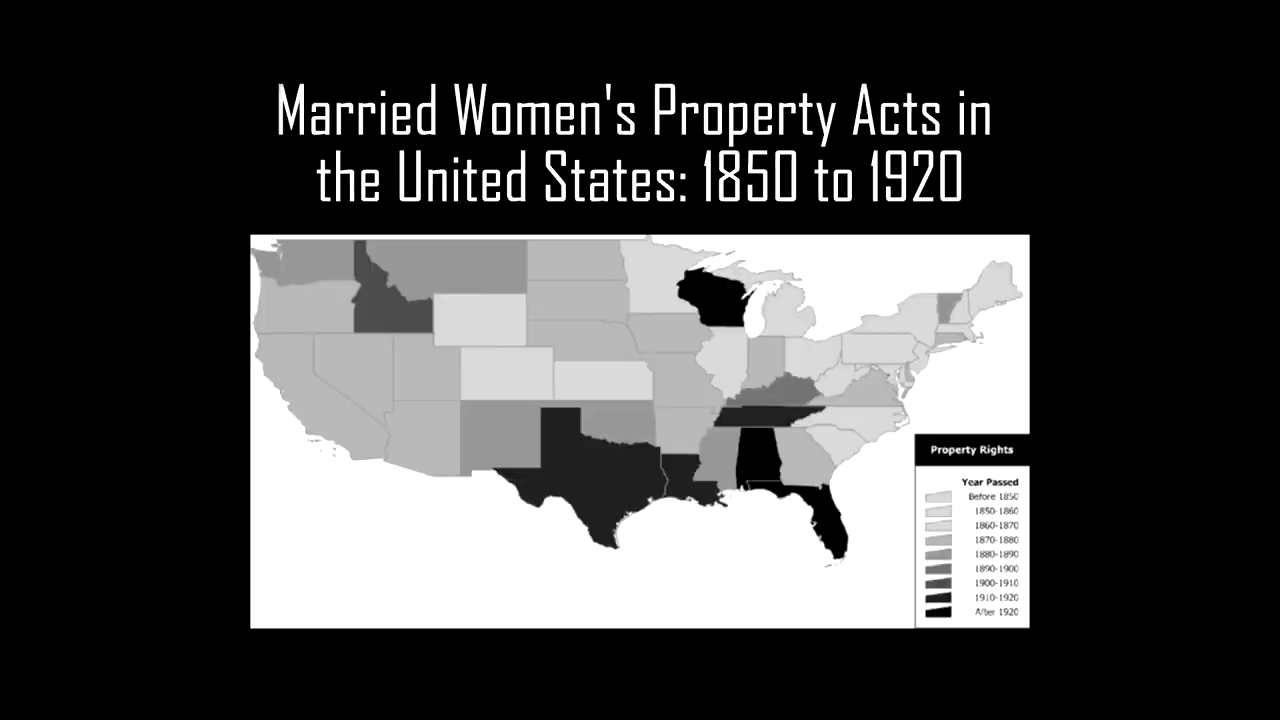 Married Women's Property Acts in
the United States: 1850 to 1920
Property Rights
Year Passed
Before 1850
1850-1860
1860-1870
1870-1880
1880-1890
1890-1900
1900-1910
1910-1920
After 1920